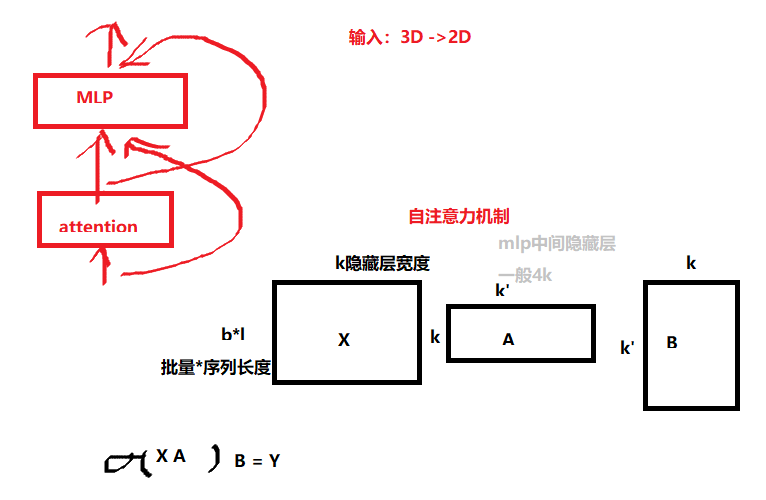 输入：3D ->2D
MLP
attention
自注意力机制
mlp中间隐藏层
一般4k
k隐藏层宽度
k'
k
b*l
批量*序列长度
X
k
A
k'
B
σ( X A ) B = Y